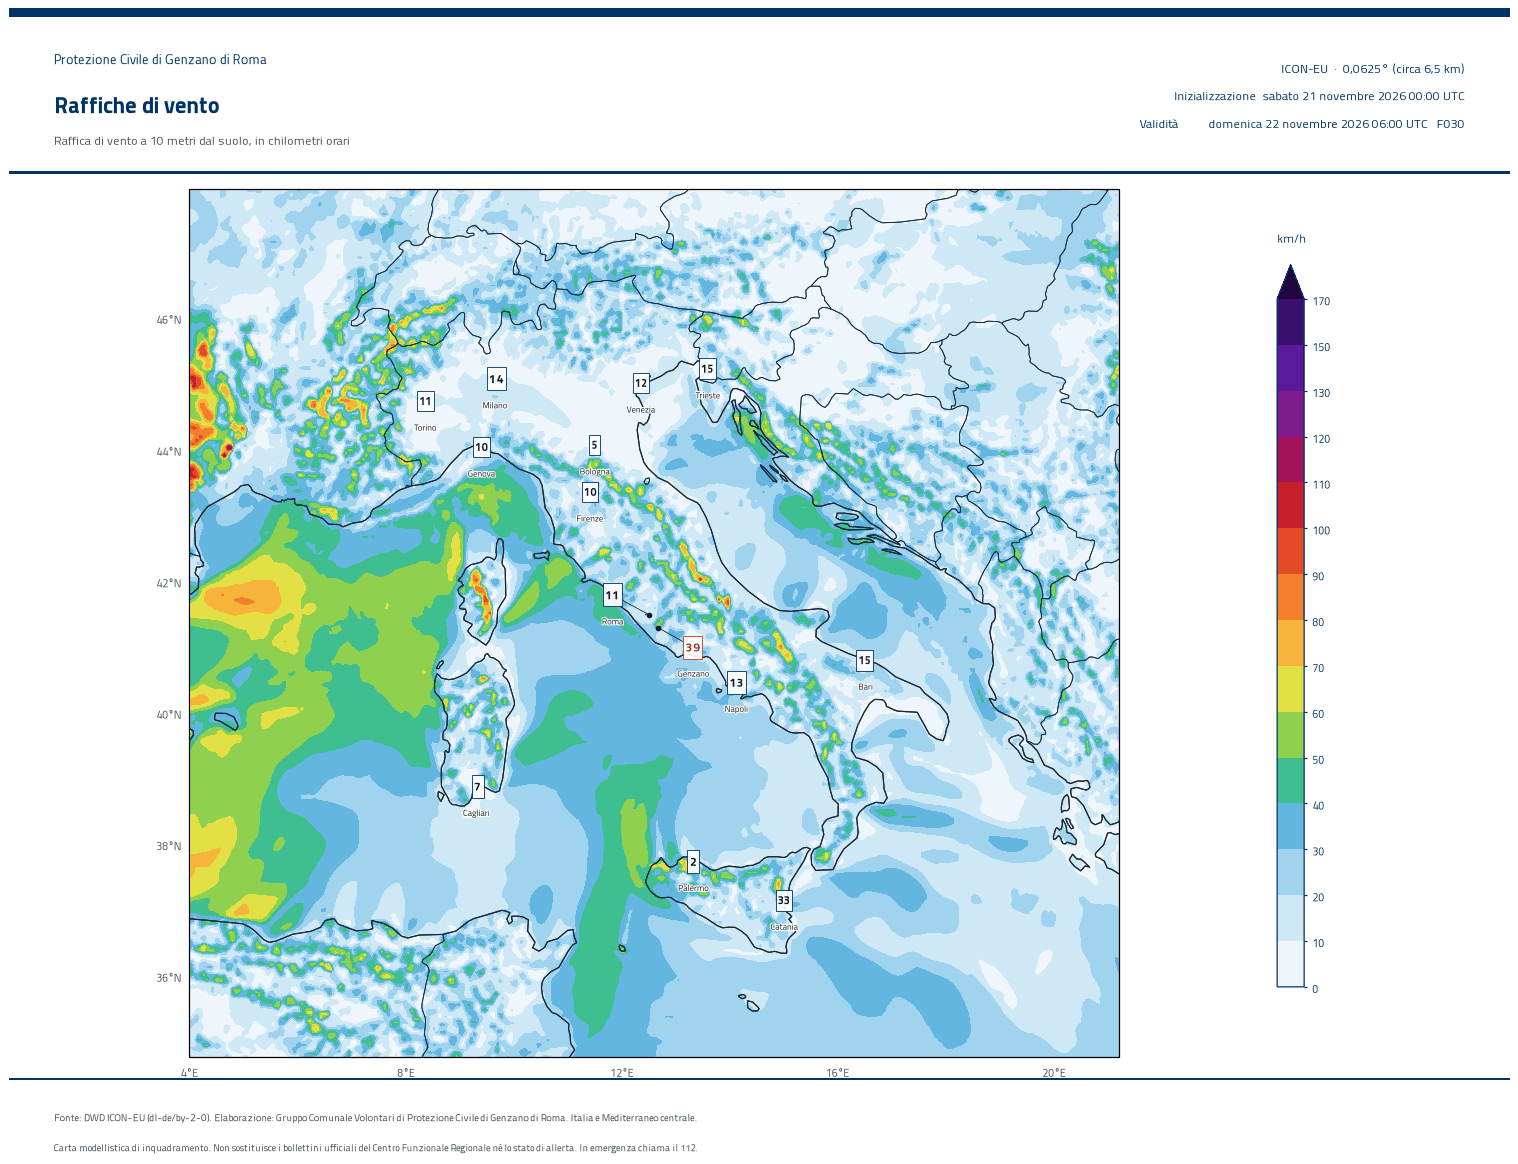 Protezione Civile di Genzano di Roma
Raffiche di vento
Raffica di vento a 10 metri dal suolo, in chilometri orari
ICON-EU · 0,0625° (circa 6,5 km)
Inizializzazione sabato 21 novembre 2026 00:00 UTC
Validità domenica 22 novembre 2026 06:00 UTC F030
km/h
170
150
130
120
110
100
90
80
70
60
50
40
30
20
10
0
46°N
44°N
42°N
40°N
38°N
36°N
4°E
8°E
12°E
16°E
20°E
15
Trieste
14
Milano
12
Venezia
11
Torino
10
Genova
5
Bologna
10
Firenze
11
Roma
39
Genzano
15
Bari
13
Napoli
7
Cagliari
2
Palermo
33
Catania
Fonte: DWD ICON-EU (dl-de/by-2-0). Elaborazione: Gruppo Comunale Volontari di Protezione Civile di Genzano di Roma. Italia e Mediterraneo centrale.
Carta modellistica di inquadramento. Non sostituisce i bollettini ufficiali del Centro Funzionale Regionale né lo stato di allerta. In emergenza chiama il 112.